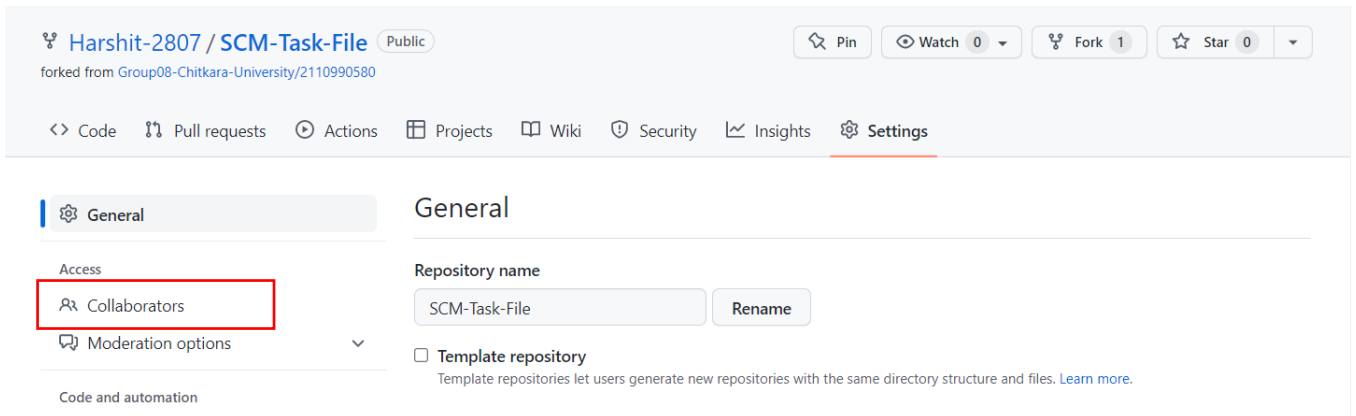 Harshit-2807 / SCM-Task-File Public Pin Watch 0 Fork 1 Star 0
forked from Group08-Chitkara-University/2110990580
Code Pull requests Actions Projects Wiki Security Insights Settings
General
General
Access
Repository name
Collaborators
SCM-Task-File Rename
Moderation options
Template repository
Template repositories let users generate new repositories with the same directory structure and files. Learn more.
Code and automation